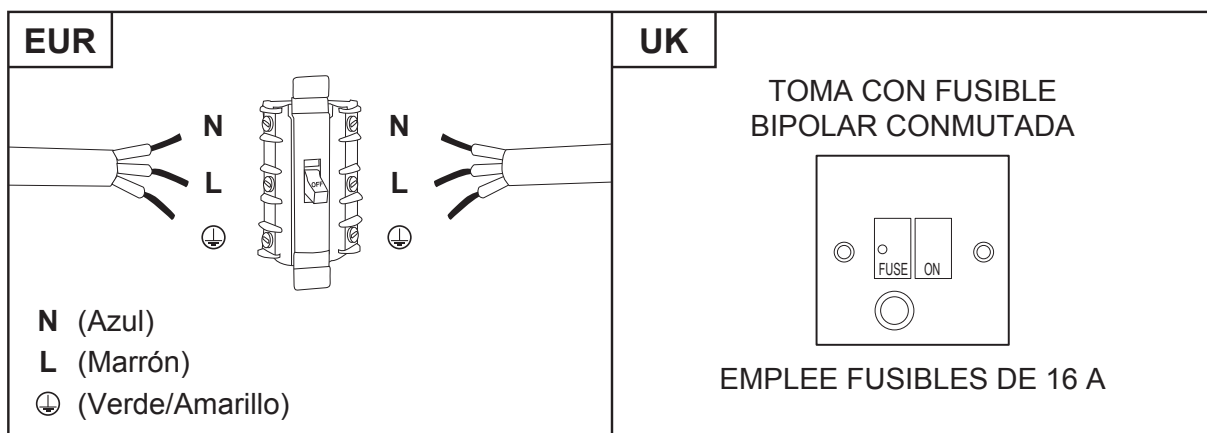 EUR
N
L
OFF
N
L
N (Azul)
L (Marrón)
(Verde/Amarillo)
UK
TOMA CON FUSIBLE
BIPOLAR CONMUTADA
FUSE ON
EMPLEE FUSIBLES DE 16 A